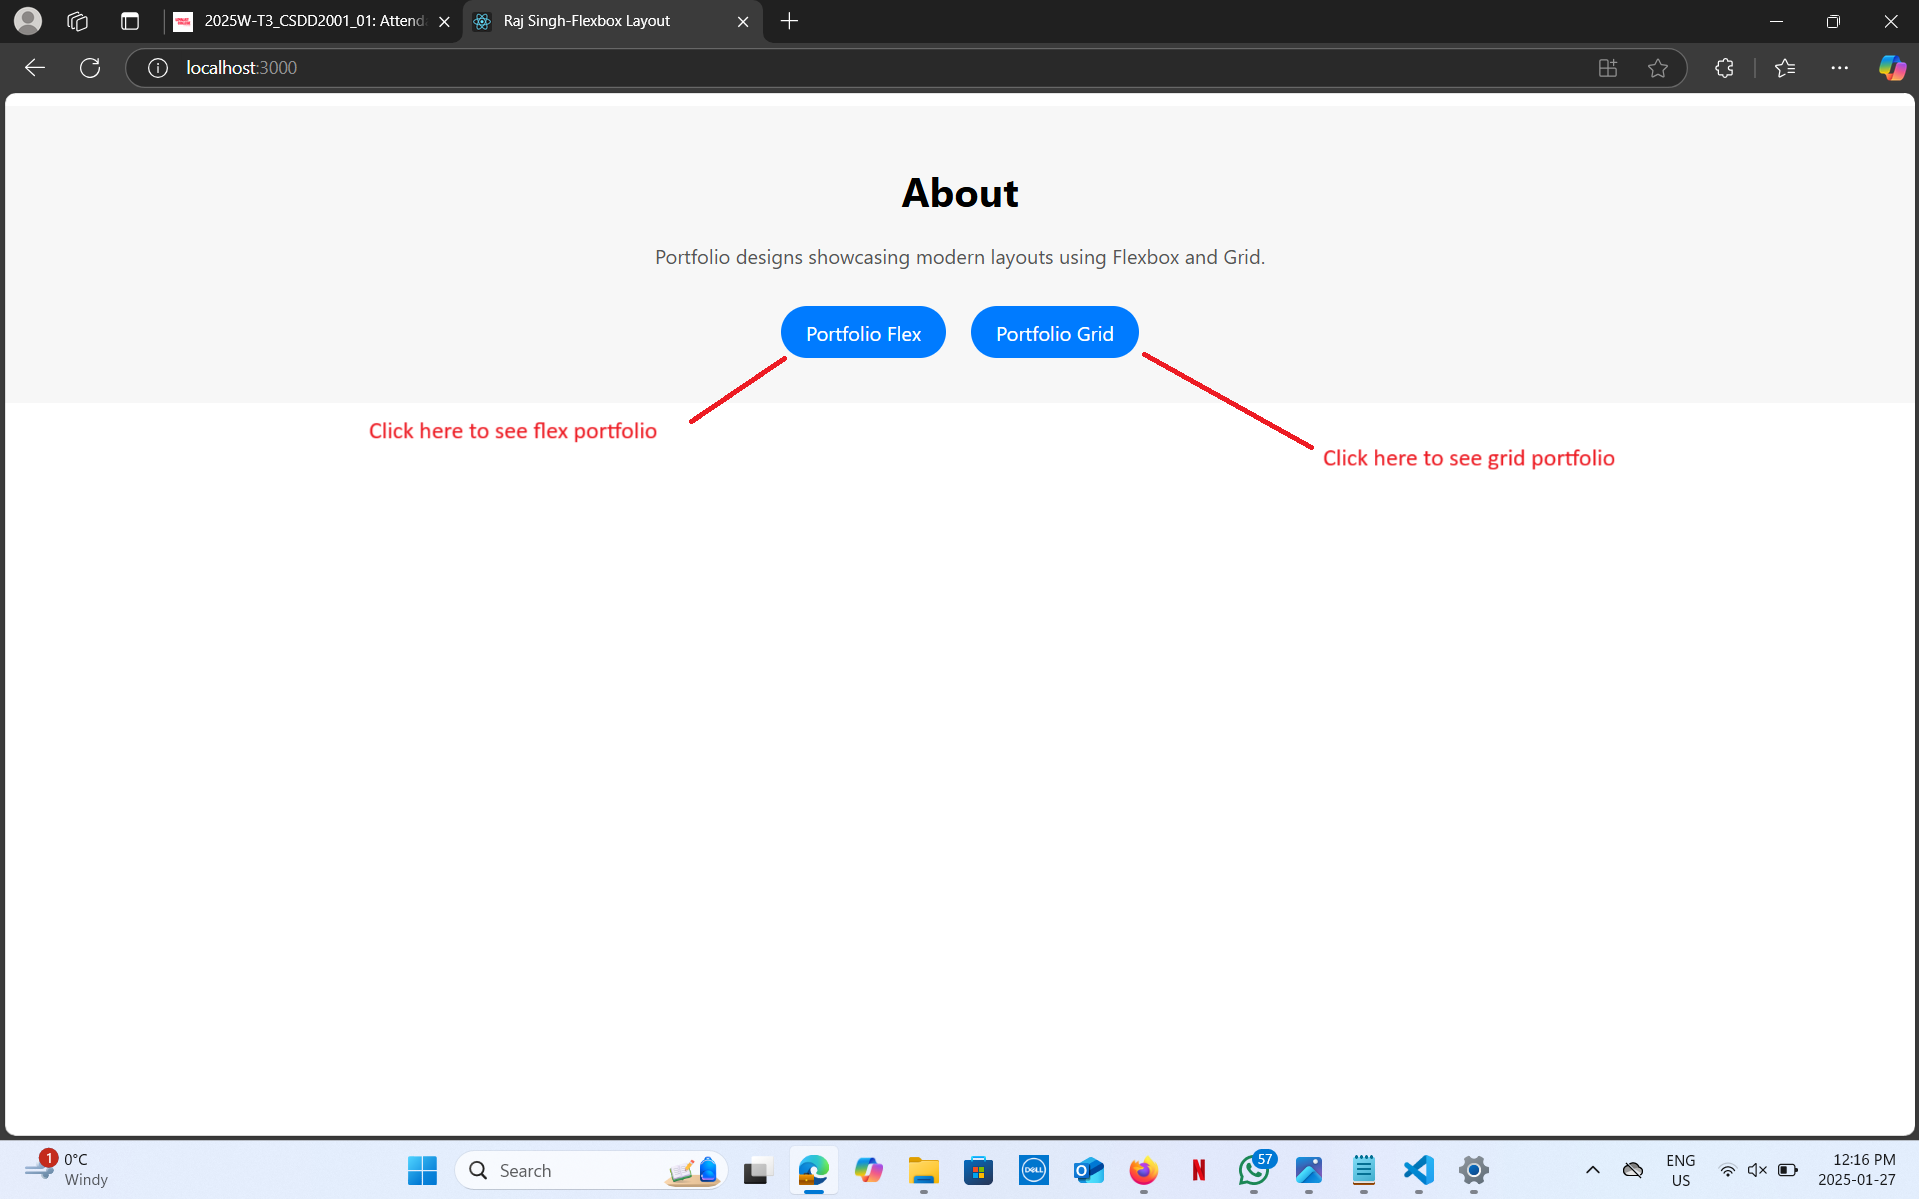 2025W-T3_CSDD2001_01: Attend
Raj Singh-Flexbox Layout
localhost:3000
About
Portfolio designs showcasing modern layouts using Flexbox and Grid.
Portfolio Flex
Portfolio Grid
Click here to see flex portfolio
Click here to see grid portfolio
1
0°C
Windy
Search
DELL
O
N
57
ENG
US
12:16 PM
2025-01-27